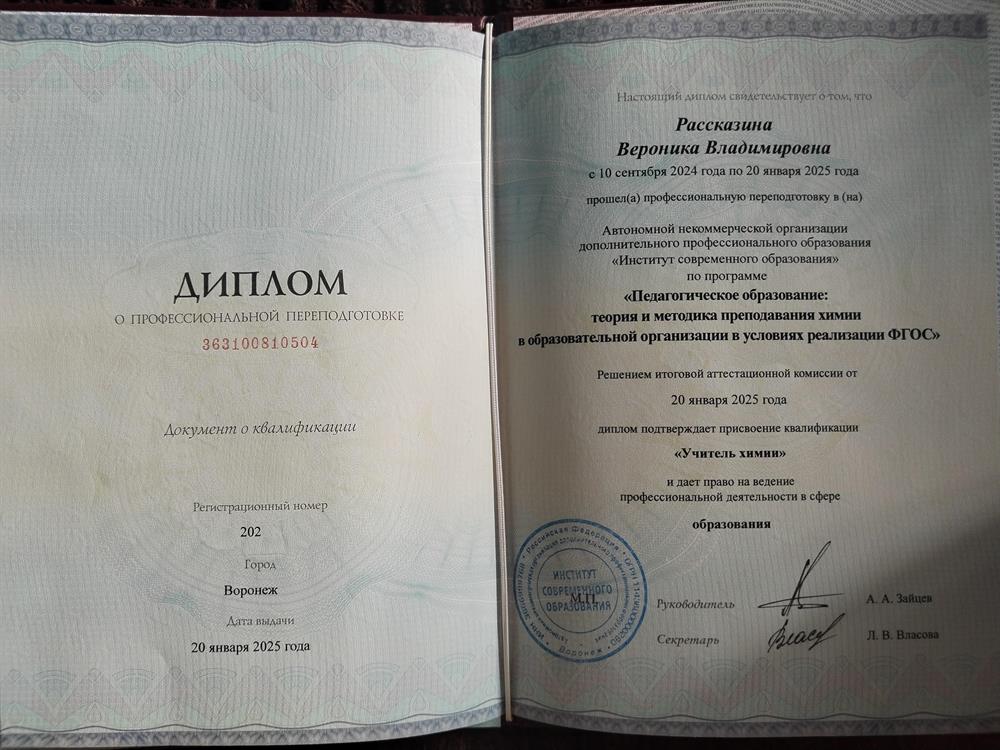 ДИПЛОМ
О ПРОФЕССИОНАЛЬНОЙ ПЕРЕПОДГОТОВКЕ
363100810504
Документ о квалификации
Регистрационный номер
202
Город
Воронеж
Дата выдачи
20 января 2025 года
Настоящий диплом свидетельствует о том, что
Рассказина
Вероника Владимировна
с 10 сентября 2024 года по 20 января 2025 года
прошел(а) профессиональную переподготовку в (на)
Автономной некоммерческой организации
дополнительного профессионального образования
«Институт современного образования»
по программе
«Педагогическое образование:
теория и методика преподавания химии
в образовательной организации в условиях реализации ФГОС»
Решением итоговой аттестационной комиссии от
20 января 2025 года
диплом подтверждает присвоение квалификации
«Учитель химии»
и дает право на ведение
профессиональной деятельности в сфере
образования
Российская Федерация
Воронеж
ИНСТИТУТ
СОВРЕМЕННОГО
ОБРАЗОВАНИЯ
М.П.
Руководитель
А. А. Зайцев
Секретарь
Власов
Л. В. Власова